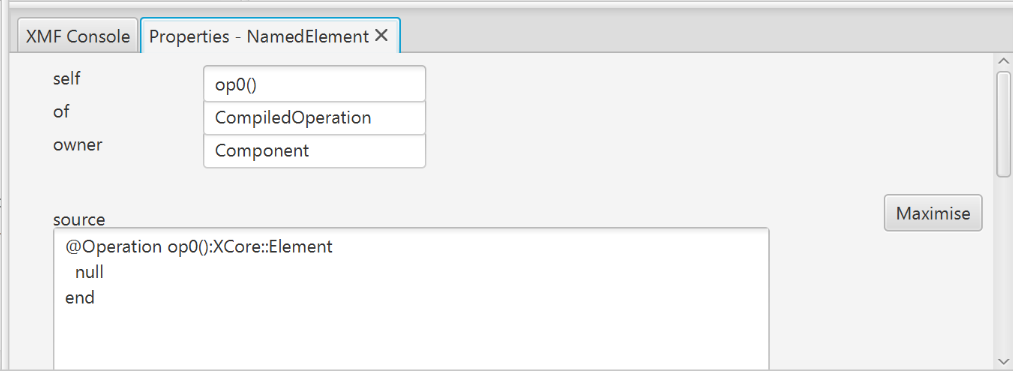 XMF Console Properties - NamedElement
self op0()
of CompiledOperation
owner Component
Maximise
source
@Operation op0():XCore::Element
null
end